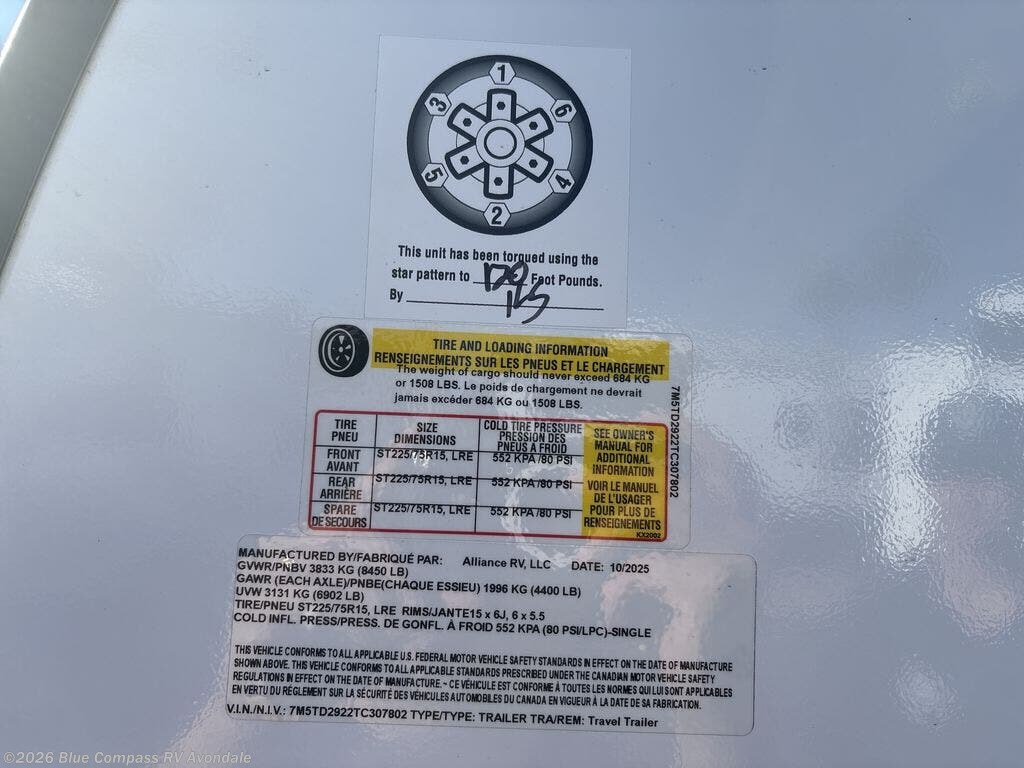 1
6
3
5
4
2
This unit has been torqued using the
star pattern to 120 Foot Pounds.
By
TIRE AND LOADING INFORMATION
RENSEIGNEMENTS SUR LES PNEUS ET LE CHARGEMENT
The weight of cargo should never exceed 684 KG
or 1508 LBS. Le poids de chargement ne devrait
jamais excéder 684 KG ou 1508 LBS.
TIRE PNEU SIZE DIMENSIONS COLD TIRE PRESSURE PRESSION DES PNEUS A FROID
FRONT AVANT ST225/75R15, LRE 552 KPA /80 PSI
REAR ARRIÈRE ST225/75R15, LRE 552 KPA /80 PSI
SPARE DE SECOURS ST225/75R15, LRE 552 KPA /80 PSI
SEE OWNER'S
MANUAL FOR
ADDITIONAL
INFORMATION
VOIR LE MANUEL
DE L'USAGER
POUR PLUS DE
RENSEIGNEMENTS
KX2002
7M5TD2922TC307802
MANUFACTURED BY/FABRIQUÉ PAR: Alliance RV, LLC DATE: 10/2025
GVWR/PNBV 3833 KG (8450 LB)
GAWR (EACH AXLE)/PNBE(CHAQUE ESSIEU) 1996 KG (4400 LB)
UVW 3131 KG (6902 LB)
TIRE/PNEU ST225/75R15, LRE RIMS/JANTE15 x 6J, 6 x 5.5
COLD INFL. PRESS/PRESS. DE GONFL. À FROID 552 KPA (80 PSI/LPC)-SINGLE
THIS VEHICLE CONFORMS TO ALL APPLICABLE U.S. FEDERAL MOTOR VEHICLE SAFETY STANDARDS IN EFFECT ON THE DATE OF MANUFACTURE
SHOWN ABOVE. THIS VEHICLE CONFORMS TO ALL APPLICABLE STANDARDS PRESCRIBED UNDER THE CANADIAN MOTOR VEHICLE SAFETY
REGULATIONS IN EFFECT ON THE DATE OF MANUFACTURE. ~ CE VÉHICULE EST CONFORME À TOUTES LES NORMES QUI LUI SONT APPLICABLES
EN VERTU DU RÉGLEMENT SUR LA SÉCURITÉ DES VÉHICULES AUTOMOBILES DU CANADA EN VIGUEUR À LA DATE DE SA FABRICATION.
V.I.N./N.I.V.: 7M5TD2922TC307802 TYPE/TYPE: TRAILER TRA/REM: Travel Trailer
©2026 Blue Compass RV Avondale